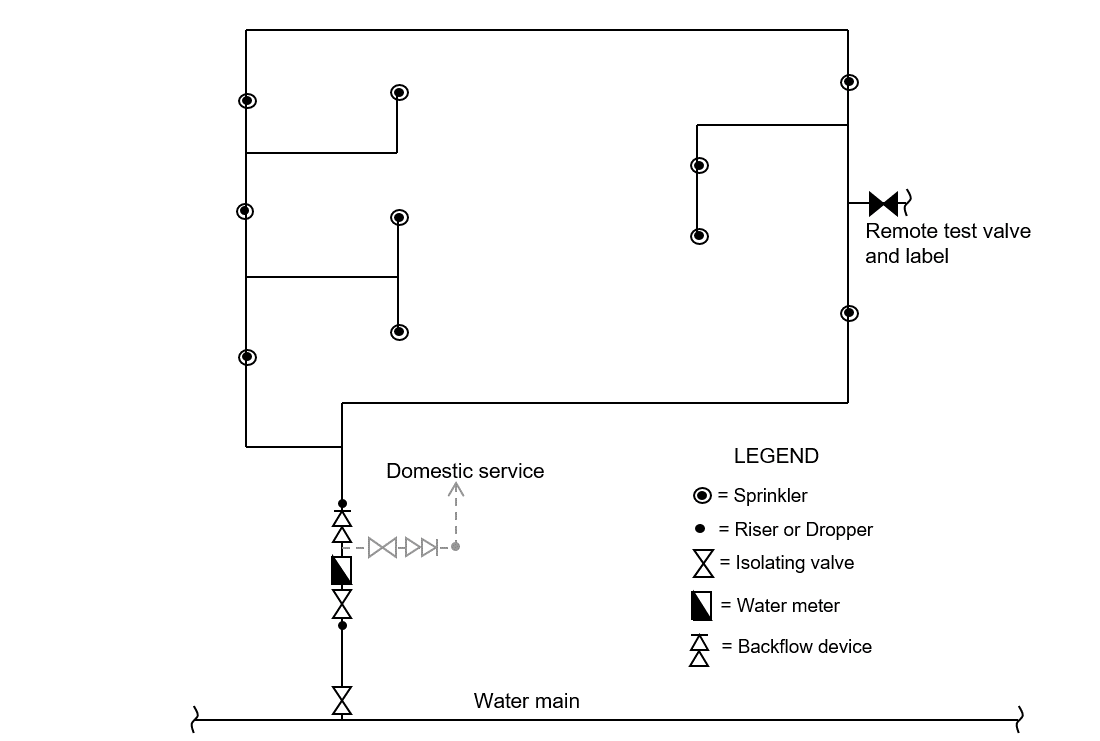 Remote test valve
and label
Domestic service
LEGEND
= Sprinkler
= Riser or Dropper
= Isolating valve
= Water meter
= Backflow device
Water main